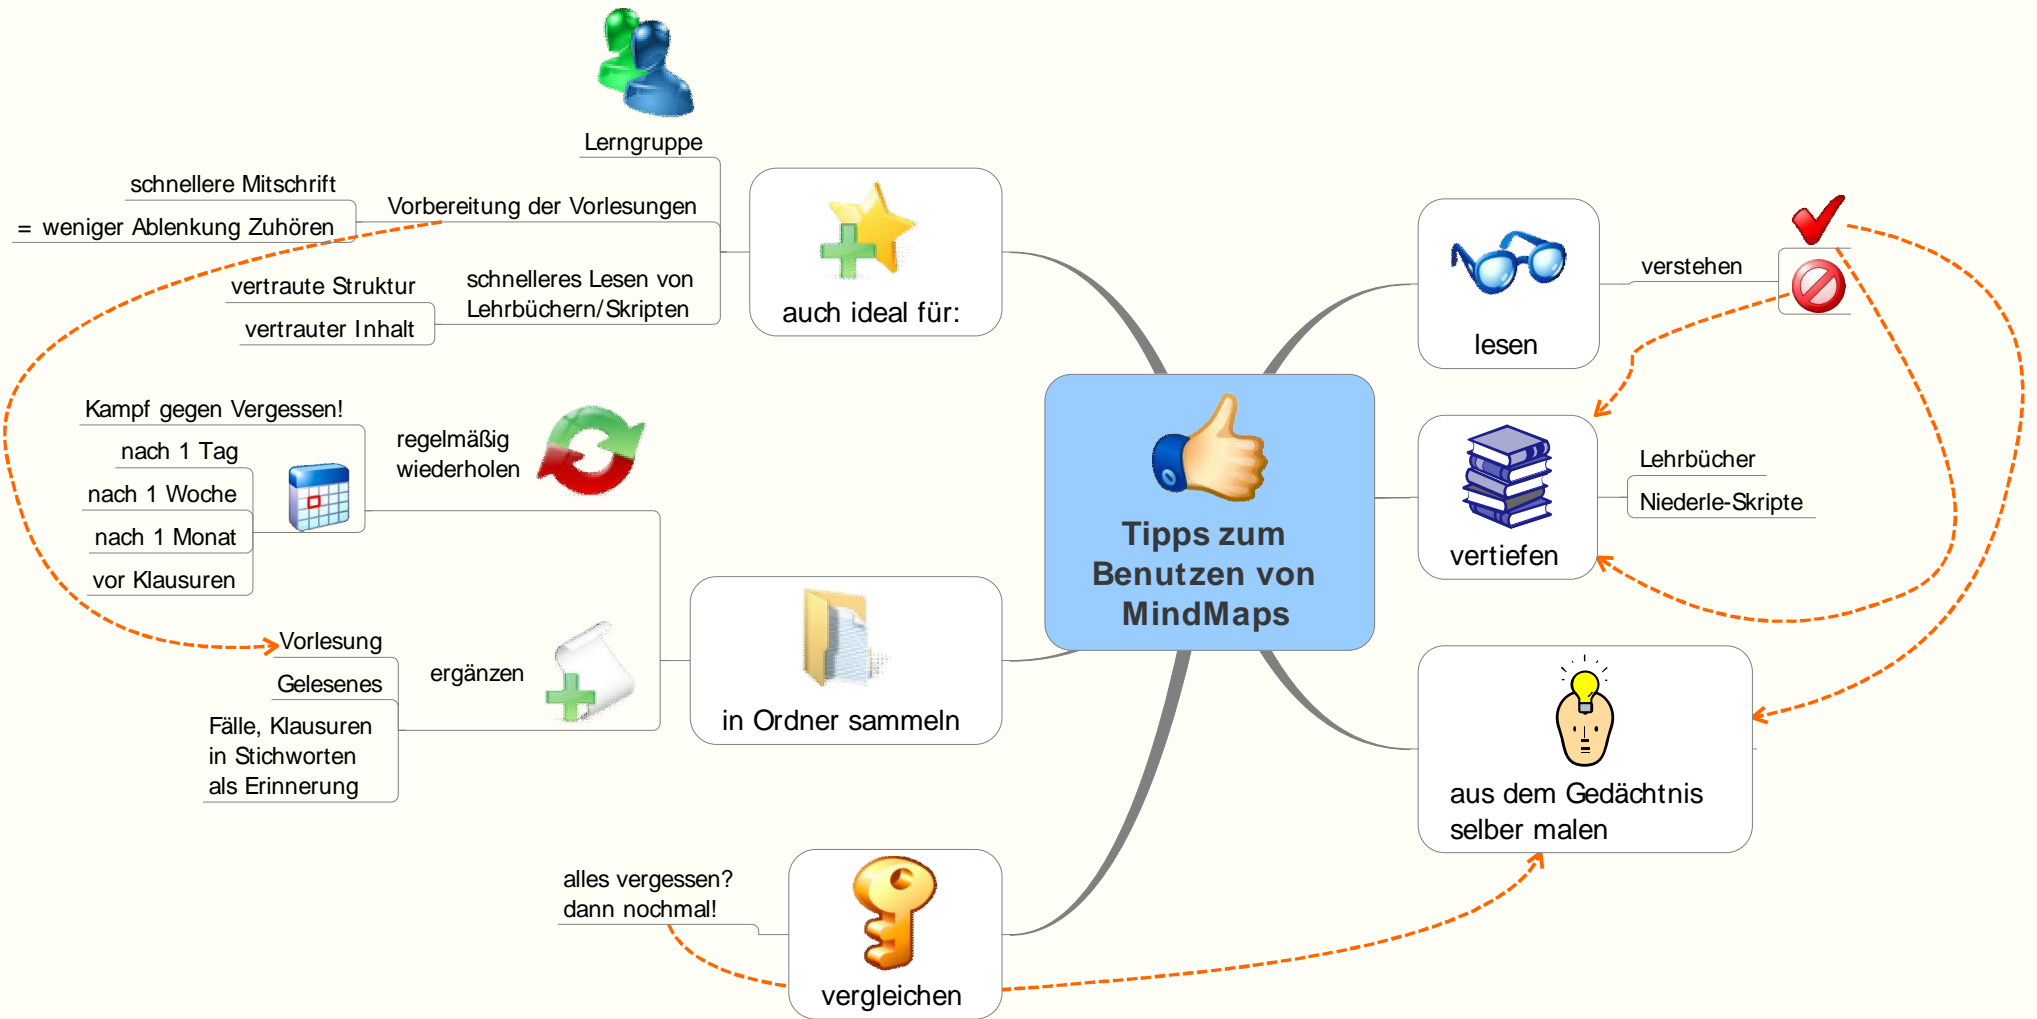 Tipps zum
Benutzen von
MindMaps
lesen
verstehen
vertiefen
Lehrbücher
Niederle-Skripte
aus dem Gedächtnis
selber malen
vergleichen
alles vergessen?
dann nochmal!
in Ordner sammeln
regelmäßig
wiederholen
Kampf gegen Vergessen!
nach 1 Tag
nach 1 Woche
nach 1 Monat
vor Klausuren
ergänzen
Vorlesung
Gelesenes
Fälle, Klausuren
in Stichworten
als Erinnerung
auch ideal für:
Lerngruppe
Vorbereitung der Vorlesungen
schnellere Mitschrift
= weniger Ablenkung Zuhören
schnelleres Lesen von
Lehrbüchern/Skripten
vertraute Struktur
vertrauter Inhalt